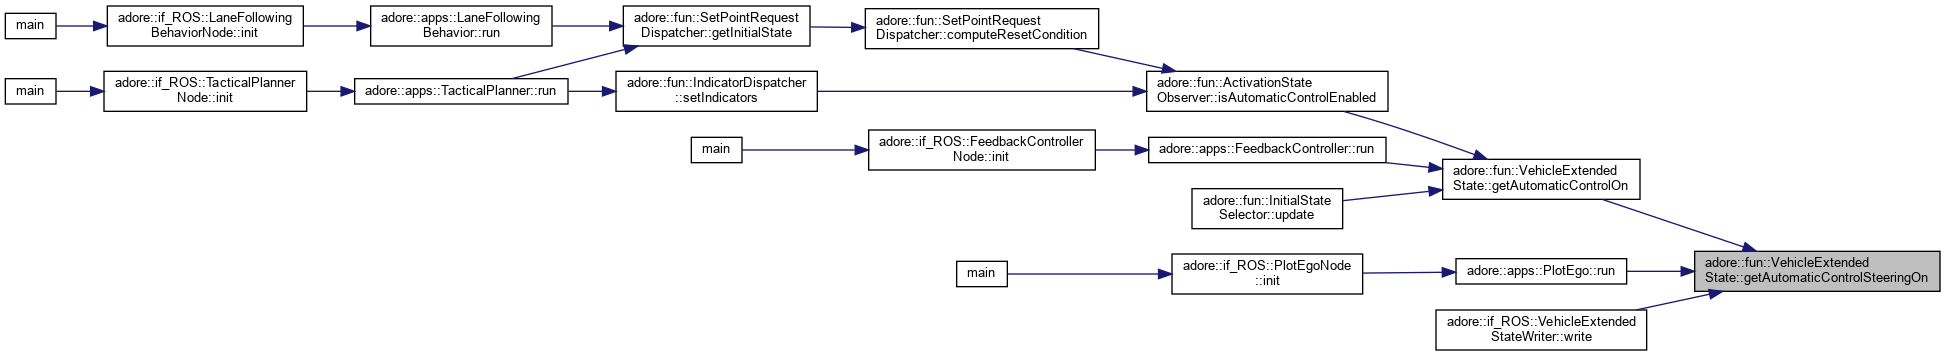 main
adore::if_ROS::LaneFollowing
BehaviorNode::init
adore::apps::LaneFollowing
Behavior::run
adore::fun::SetPointRequest
Dispatcher::getInitialState
adore::fun::SetPointRequest
Dispatcher::computeResetCondition
main
adore::if_ROS::TacticalPlanner
Node::init
adore::apps::TacticalPlanner::run
adore::fun::IndicatorDispatcher
::setIndicators
adore::fun::ActivationState
Observer::isAutomaticControlEnabled
main
adore::if_ROS::FeedbackController
Node::init
adore::apps::FeedbackController::run
adore::fun::VehicleExtended
State::getAutomaticControlOn
adore::fun::InitialState
Selector::update
main
adore::if_ROS::PlotEgoNode
::init
adore::apps::PlotEgo::run
adore::fun::VehicleExtended
State::getAutomaticControlSteeringOn
adore::if_ROS::VehicleExtended
StateWriter::write